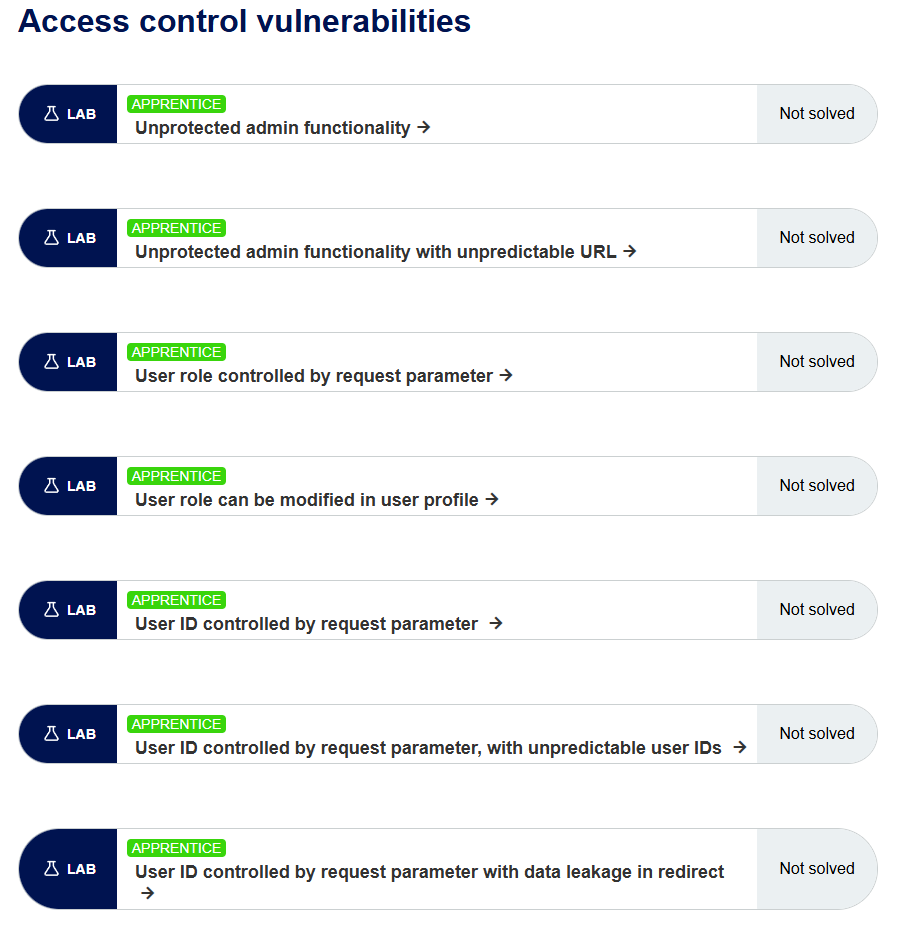 Access control vulnerabilities
LAB
APPRENTICE
Unprotected admin functionality →
Not solved
LAB
APPRENTICE
Unprotected admin functionality with unpredictable URL →
Not solved
LAB
APPRENTICE
User role controlled by request parameter →
Not solved
LAB
APPRENTICE
User role can be modified in user profile →
Not solved
LAB
APPRENTICE
User ID controlled by request parameter →
Not solved
LAB
APPRENTICE
User ID controlled by request parameter, with unpredictable user IDs →
Not solved
LAB
APPRENTICE
User ID controlled by request parameter with data leakage in redirect
→
Not solved